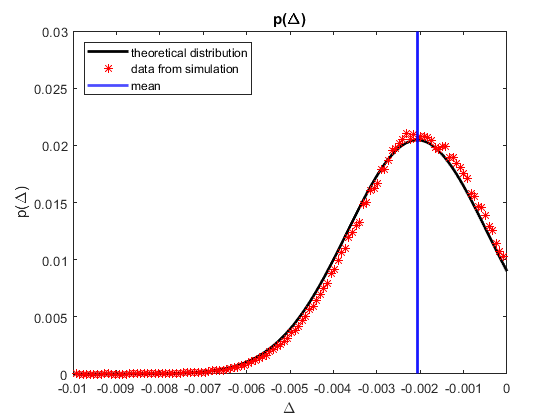 p(Δ)
0.03
theoretical distribution
data from simulation
mean
0.025
0.02
0.015
0.01
0.005
0
p(Δ)
-0.01 -0.009 -0.008 -0.007 -0.006 -0.005 -0.004 -0.003 -0.002 -0.001 0
Δ